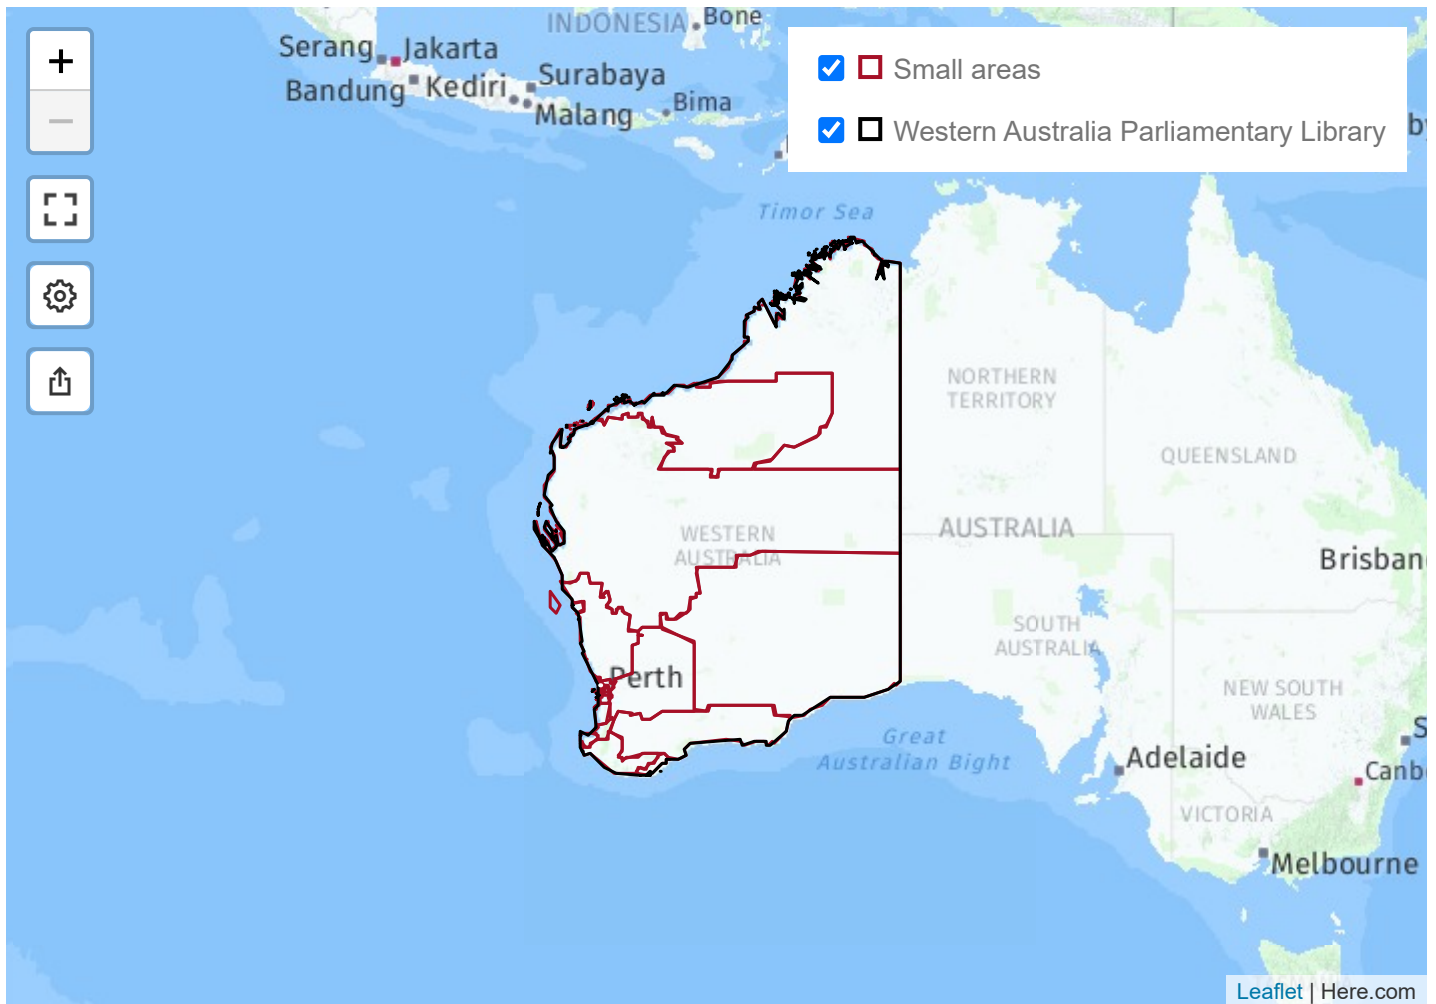 INDONESIA
Bone
Serang
Jakarta
Bandung
Kediri
Surabaya
Malang
Bima
Small areas
Western Australia Parliamentary Library
Timor Sea
NORTHERN
TERRITORY
QUEENSLAND
WESTERN
AUSTRALIA
AUSTRALIA
Brisban
SOUTH
AUSTRALIA
Perth
NEW SOUTH
WALES
Great
Australian Bight
Adelaide
Canb
VICTORIA
Melbourne
Leaflet | Here.com